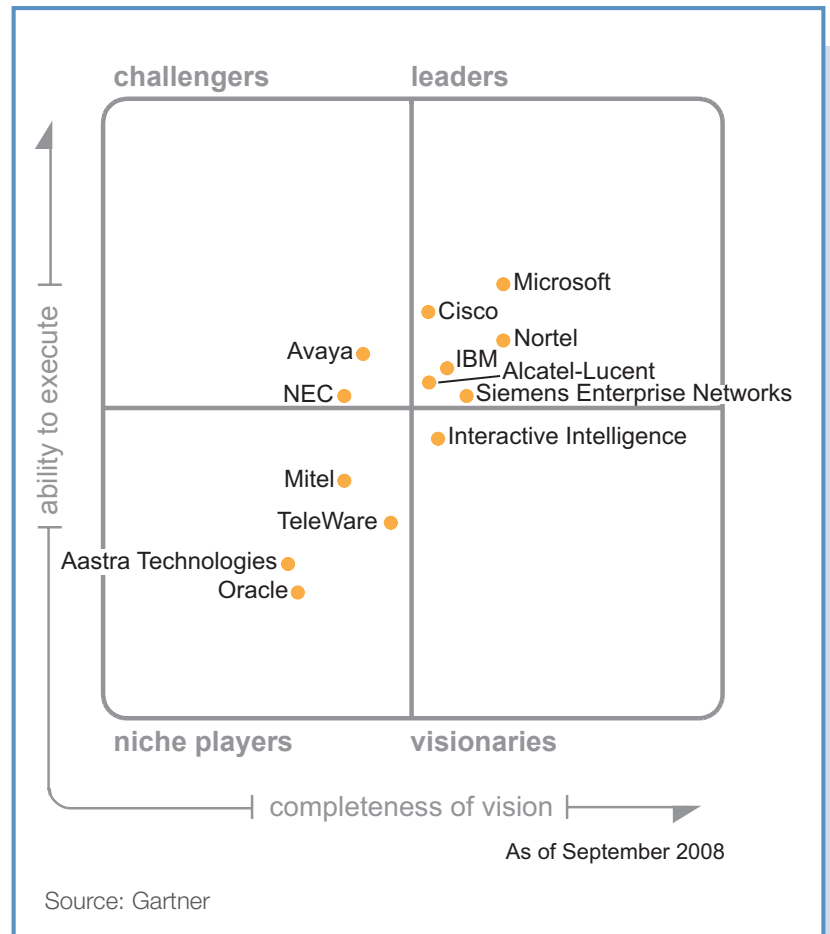 challengers
leaders
Microsoft
Cisco
Nortel
Avaya
IBM
Alcatel-Lucent
NEC
Siemens Enterprise Networks
Interactive Intelligence
Mitel
TeleWare
Aastra Technologies
Oracle
ability to execute
niche players
visionaries
completeness of vision
As of September 2008
Source: Gartner